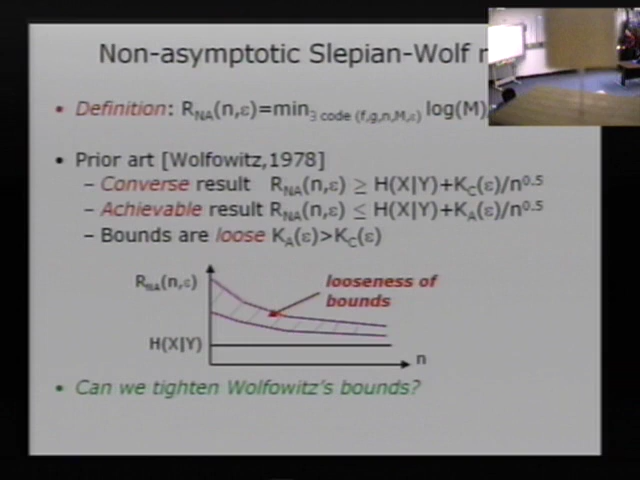 Non-asymptotic Slepian-Wolf
• Definition: R_NA(n,ε)=min_∃ code (f,g,n,M,ε) log(M)
• Prior art [Wolfowitz,1978]
– Converse result R_NA(n,ε) ≥ H(X|Y)+K_C(ε)/n^0.5
– Achievable result R_NA(n,ε) ≤ H(X|Y)+K_A(ε)/n^0.5
– Bounds are loose K_A(ε)>K_C(ε)
R_NA(n,ε)
looseness of
bounds
H(X|Y)
n
• Can we tighten Wolfowitz's bounds?